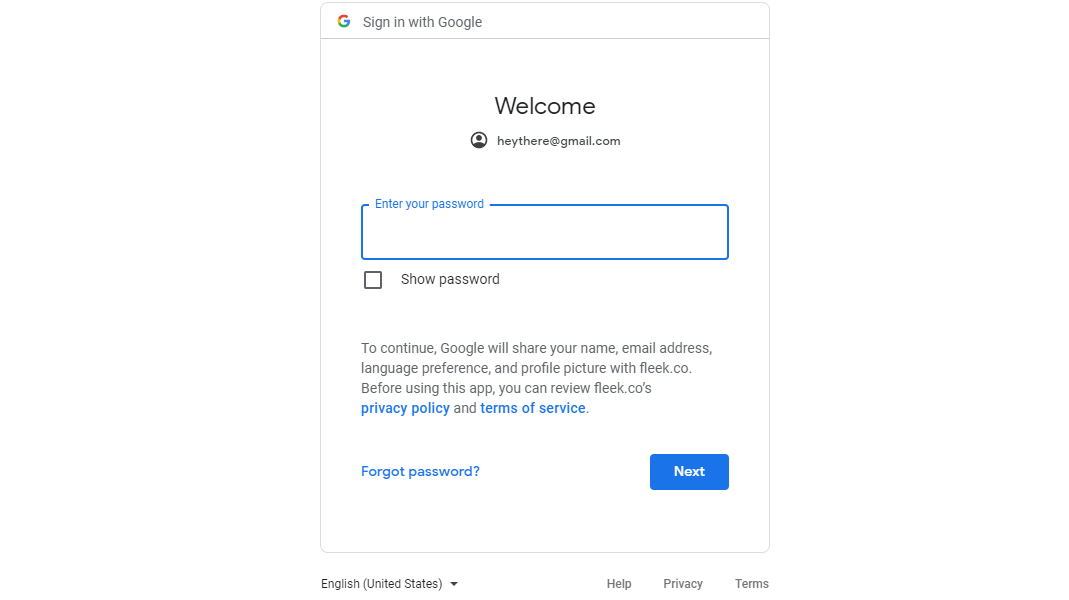 Sign in with Google
Welcome
heythere@gmail.com
Enter your password
Show password
To continue, Google will share your name, email address,
language preference, and profile picture with fleek.co.
Before using this app, you can review fleek.co's
privacy policy and terms of service.
Forgot password?
Next
English (United States)
Help
Privacy
Terms